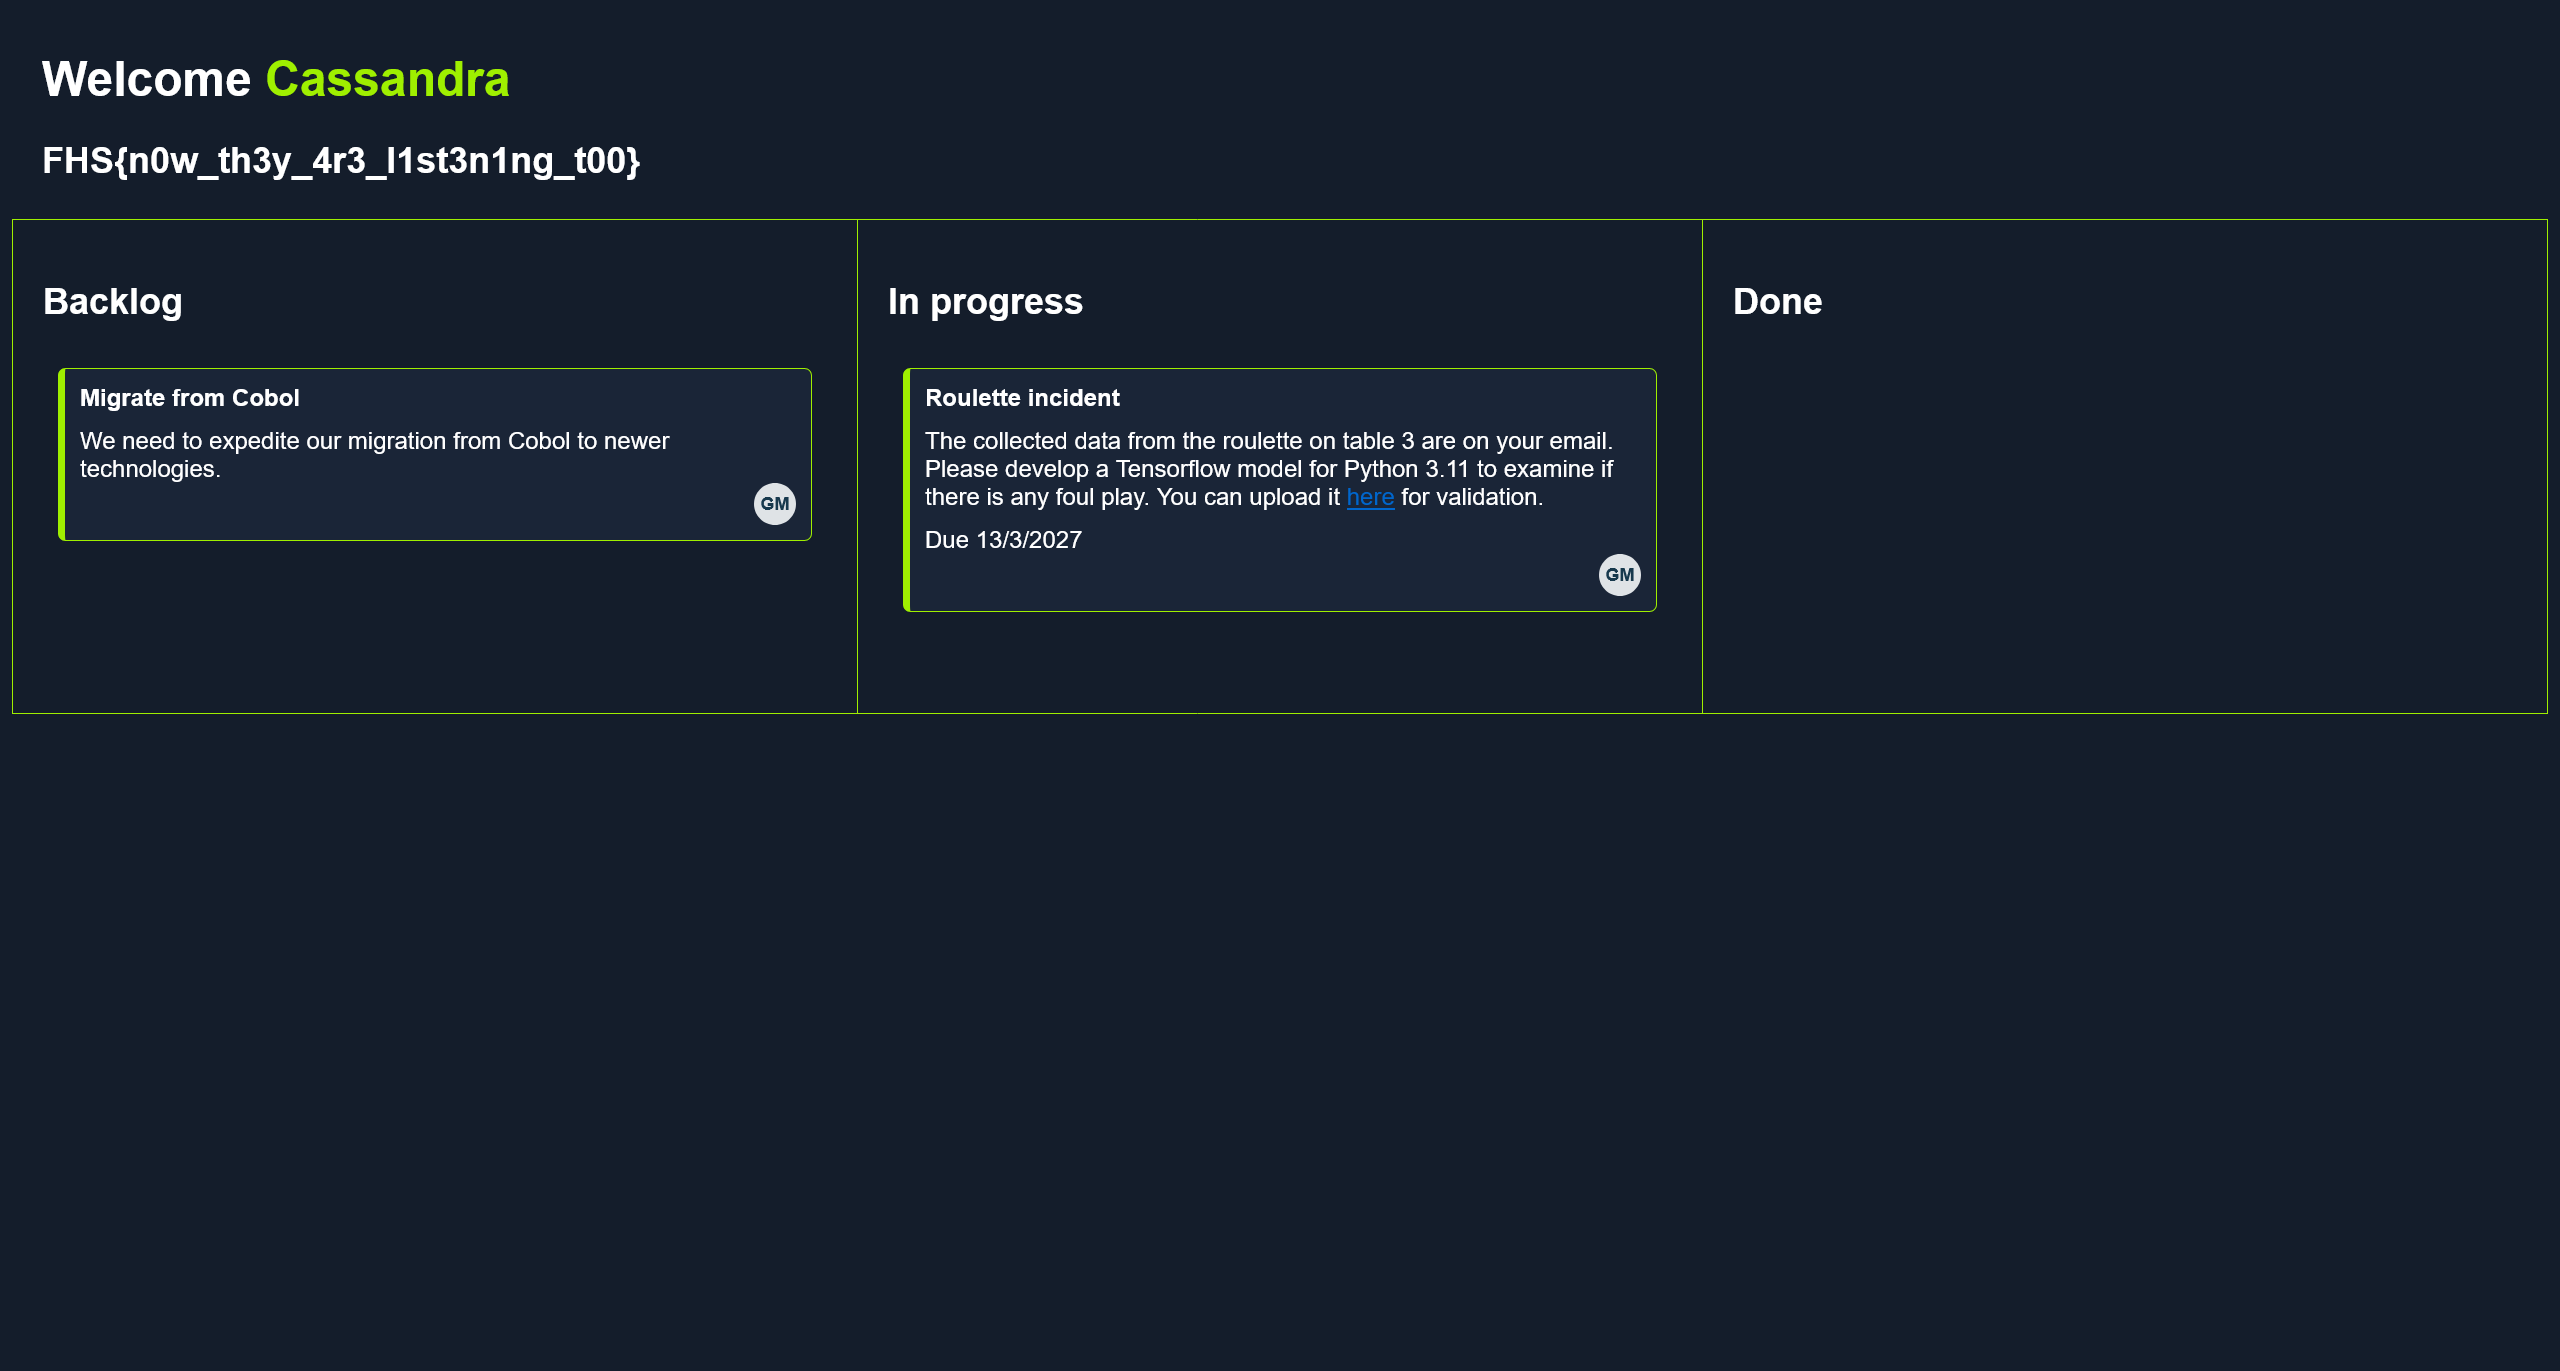 Welcome Cassandra
FHS{n0w_th3y_4r3_l1st3n1ng_t00}
Backlog
Migrate from Cobol
We need to expedite our migration from Cobol to newer
technologies.
GM
In progress
Roulette incident
The collected data from the roulette on table 3 are on your email.
Please develop a Tensorflow model for Python 3.11 to examine if
there is any foul play. You can upload it here for validation.
Due 13/3/2027
GM
Done